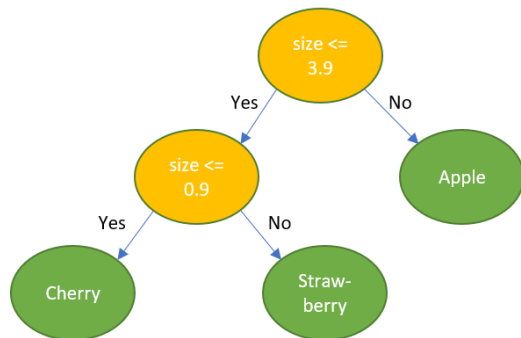 size <=
3.9
Yes
No
size <=
0.9
Apple
Yes
No
Cherry
Straw-
berry